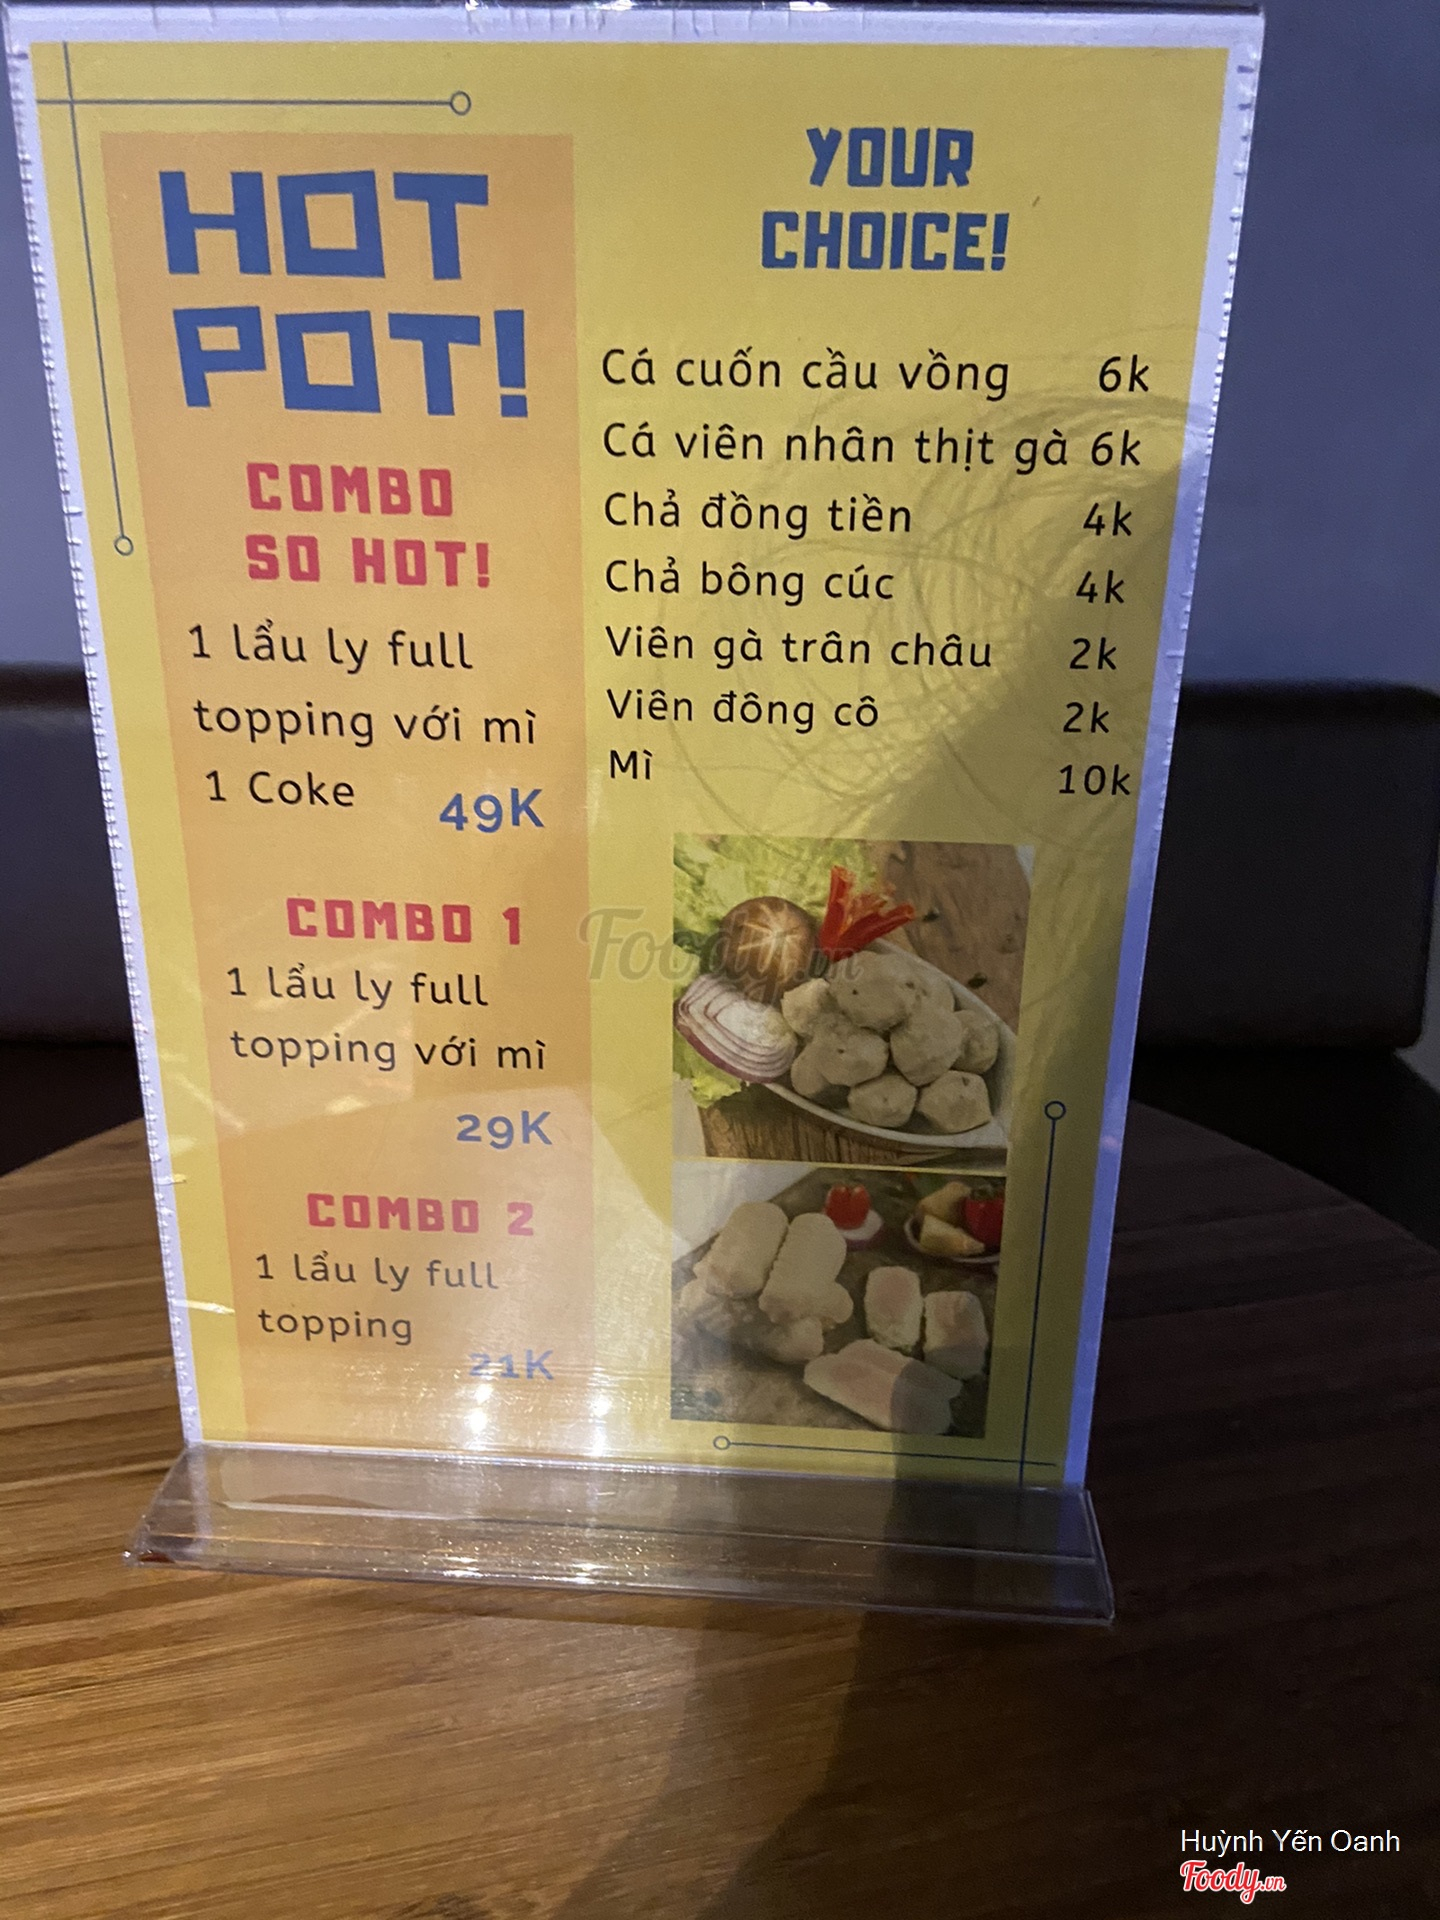 HOT
POT!
COMBO
SO HOT!
1 lẩu ly full
topping với mì
1 Coke 49K
COMBO 1
1 lẩu ly full
topping với mì
29K
COMBO 2
1 lẩu ly full
topping
21K
YOUR
CHOICE!
Cá cuốn cầu vồng 6k
Cá viên nhân thịt gà 6k
Chả đồng tiền 4k
Chả bông cúc 4k
Viên gà trân châu 2k
Viên đông cô 2k
Mì 10k
Foody.vn
Huỳnh Yến Oanh
Foody.vn